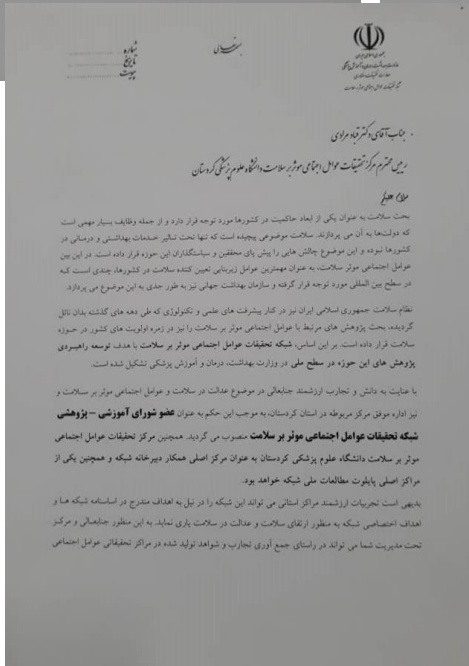 جمهوری اسلامی ایران
شماره
تاریخ
پیوست
جناب آقای دکتر قباد مرادی
رییس محترم مرکز تحقیقات عوامل اجتماعی موثر بر سلامت دانشگاه علوم پزشکی کردستان
بحث سلامت به عنوان یکی از ابعاد حاکمیت در کشورها مورد توجه قرار دارد و از جمله وظایف بسیار مهمی است
که دولت‌ها به آن می پردازند. سلامت موضوعی پیچیده است که تنها تحت تاثیر خدمات بهداشتی و درمانی در
کشورها نبوده و این موضوع چالش هایی را پیش پای محققین و سیاستگذاران این حوزه قرار داده است. در این بین
عوامل اجتماعی موثر سلامت، به عنوان مهمترین عوامل زیربنایی تعیین کننده سلامت در کشورها، چندی است که
در سطح بین المللی مورد توجه قرار گرفته و سازمان بهداشت جهانی نیز به طور جدی به این موضوع می پردازد.
نظام سلامت جمهوری اسلامی ایران نیز در کنار پیشرفت های علمی و تکنولوژی که طی دهه های گذشته بدان نائل
گردیده، بحث پژوهش های مرتبط با عوامل اجتماعی موثر بر سلامت را نیز در زمره اولویت های کشور در حوزه
سلامت قرار داده است. بر این اساس، شبکه تحقیقات عوامل اجتماعی موثر بر سلامت با هدف توسعه راهبردی
پژوهش های این حوزه در سطح ملی در وزارت بهداشت، درمان و آموزش پزشکی تشکیل شده است.
با عنایت به دانش و تجارب ارزشمند جنابعالی در موضوع عدالت در سلامت و عوامل اجتماعی موثر بر سلامت و
نیز اداره موفق مرکز مربوطه در استان کردستان، به موجب این حکم به عنوان عضو شورای آموزشی – پژوهشی
شبکه تحقیقات عوامل اجتماعی موثر بر سلامت منصوب می گردید. همچنین مرکز تحقیقات عوامل اجتماعی
موثر بر سلامت دانشگاه علوم پزشکی کردستان به عنوان مرکز اصلی همکار دبیرخانه شبکه و همچنین یکی از
مراکز اصلی پایلوت مطالعات ملی شبکه خواهد بود.
بدیهی است تجربیات ارزشمند مراکز استانی می تواند این شبکه را در نیل به اهداف مندرج در اساسنامه شبکه ها و
اهداف اختصاصی شبکه به منظور ارتقای سلامت و عدالت در سلامت یاری نماید. به این منظور جنابعالی و مرکز
تحت مدیریت شما می تواند در راستای جمع آوری تجارب و شواهد تولید شده در مراکز تحقیقاتی عوامل اجتماعی